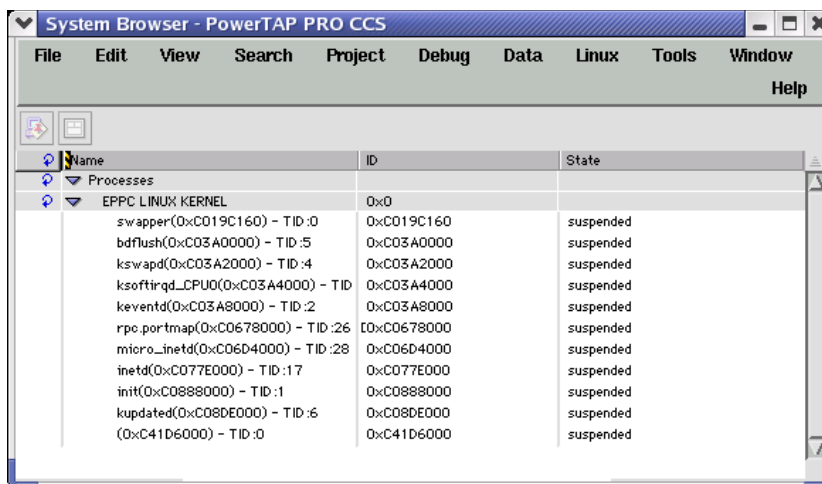 System Browser - PowerTAP PRO CCS
File Edit View Search Project Debug Data Linux Tools Window
Help
Name ID State
Processes
EPPC LINUX KERNEL 0x0
swapper(0xC019C160) - TID:0 0xC019C160 suspended
bdflush(0xC03A0000) - TID:5 0xC03A0000 suspended
kswapd(0xC03A2000) - TID:4 0xC03A2000 suspended
ksoftirqd_CPU0(0xC03A4000) - TID 0xC03A4000 suspended
keventd(0xC03A8000) - TID:2 0xC03A8000 suspended
rpc.portmap(0xC0678000) - TID:26 [0xC0678000 suspended
micro_inetd(0xC06D4000) - TID:28 0xC06D4000 suspended
inetd(0xC077E000) - TID:17 0xC077E000 suspended
init(0xC0888000) - TID:1 0xC0888000 suspended
kupdated(0xC08DE000) - TID:6 0xC08DE000 suspended
(0xC41D6000) - TID:0 0xC41D6000 suspended